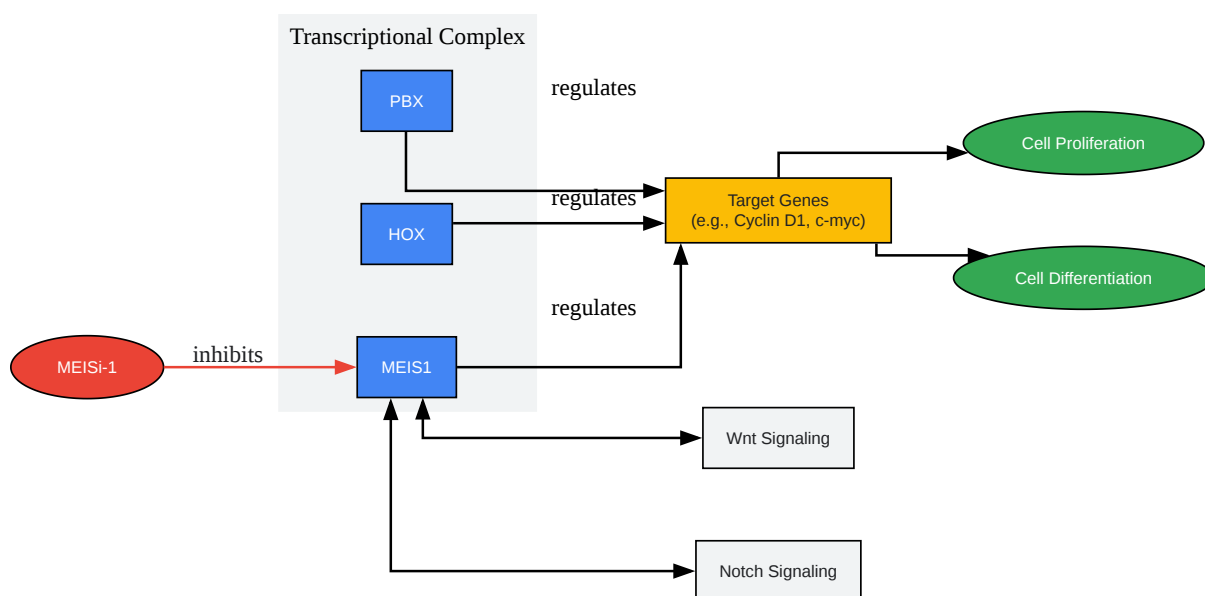 Transcriptional Complex
PBX
regulates
Cell Proliferation
regulates
Target Genes
(e.g., Cyclin D1, c-myc)
HOX
Cell Differentiation
regulates
MEISi-1
inhibits
MEIS1
Wnt Signaling
Notch Signaling